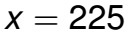 x = 225